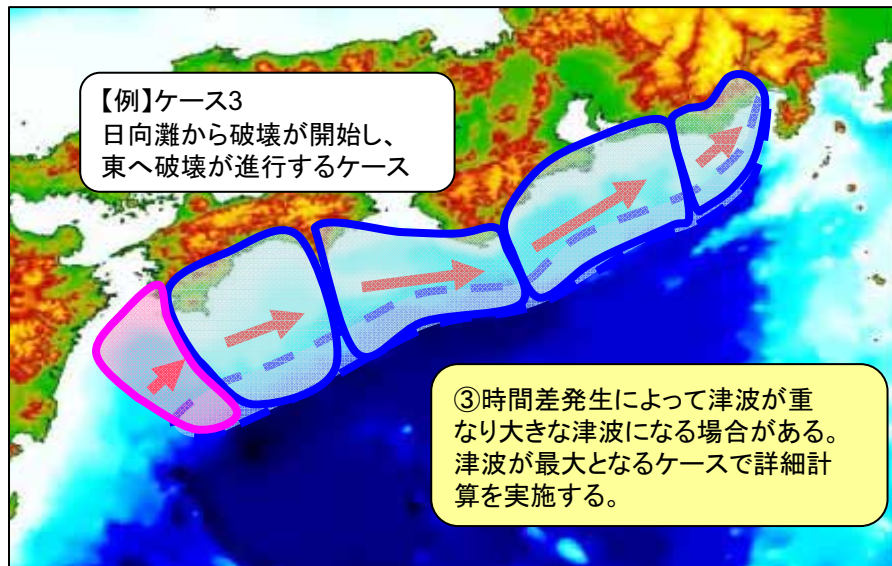 【例】ケース3
日向灘から破壊が開始し、
東へ破壊が進行するケース
③時間差発生によって津波が重
なり大きな津波になる場合がある。
津波が最大となるケースで詳細計
算を実施する。